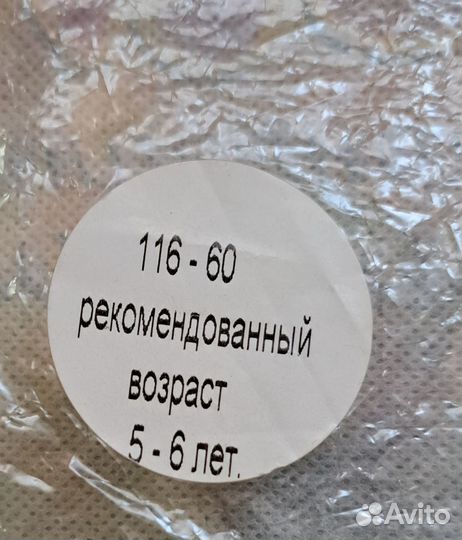 116 - 60
рекомендованный
возраст
5 - 6 лет.
Avito